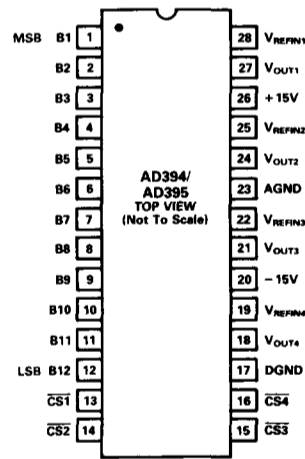 MSB B1 1 28 VREFIN1
B2 2 27 VOUT1
B3 3 26 +15V
B4 4 25 VREFIN2
B5 5 24 VOUT2
B6 6 23 AGND
AD394/
AD395
TOP VIEW
(Not To Scale)
B7 7 22 VREFIN3
B8 8 21 VOUT3
B9 9 20 −15V
B10 10 19 VREFIN4
B11 11 18 VOUT4
LSB B12 12 17 DGND
CS1 13 16 CS4
CS2 14 15 CS3